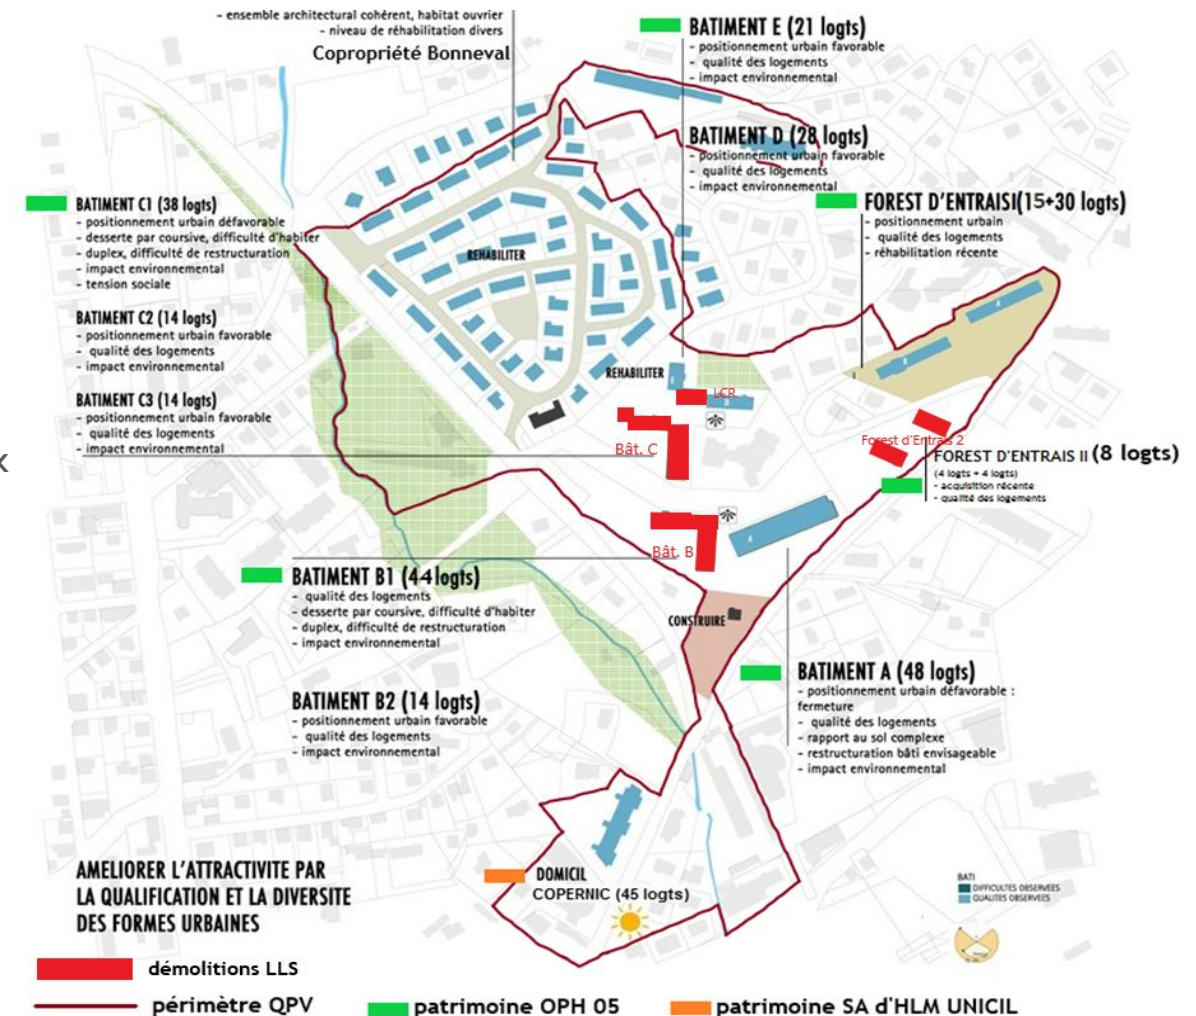 - ensemble architectural cohérent, habitat ouvrier
- niveau de réhabilitation divers
Copropriété Bonneval
BATIMENT E (21 logts)
- positionnement urbain favorable
- qualité des logements
- impact environnemental
BATIMENT D (28 logts)
- positionnement urbain favorable
- qualité des logements
- impact environnemental
FOREST D'ENTRAISI(15+30 logts)
- positionnement urbain
- qualité des logements
- réhabilitation récente
BATIMENT C1 (38 logts)
- positionnement urbain défavorable
- desserte par coursive, difficulté d'habiter
- duplex, difficulté de restructuration
- impact environnemental
- tension sociale
BATIMENT C2 (14 logts)
- positionnement urbain favorable
- qualité des logements
- impact environnemental
BATIMENT C3 (14 logts)
- positionnement urbain favorable
- qualité des logements
- impact environnemental
REHABILITER
REHABILITER
LCR
Bât. C
Forest d'Entrais 2
FOREST D'ENTRAIS II (8 logts)
(4 logts + 4 logts)
- acquisition récente
- qualité des logements
A
Bât. B
BATIMENT B1 (44logts)
- qualité des logements
- desserte par coursive, difficulté d'habiter
- duplex, difficulté de restructuration
- impact environnemental
CONSTRUIRE
BATIMENT B2 (14 logts)
- positionnement urbain favorable
- qualité des logements
- impact environnemental
BATIMENT A (48 logts)
- positionnement urbain défavorable :
fermeture
- qualité des logements
- rapport au sol complexe
- restructuration bâti envisageable
- impact environnemental
AMELIORER L'ATTRACTIVITE PAR
LA QUALIFICATION ET LA DIVERSITE
DES FORMES URBAINES
DOMICIL
COPERNIC (45 logts)
BATI
DIFFICULTES OBSERVEES
QUALITES OBSERVEES
démolitions LLS
périmètre QPV
patrimoine OPH 05
patrimoine SA d'HLM UNICIL